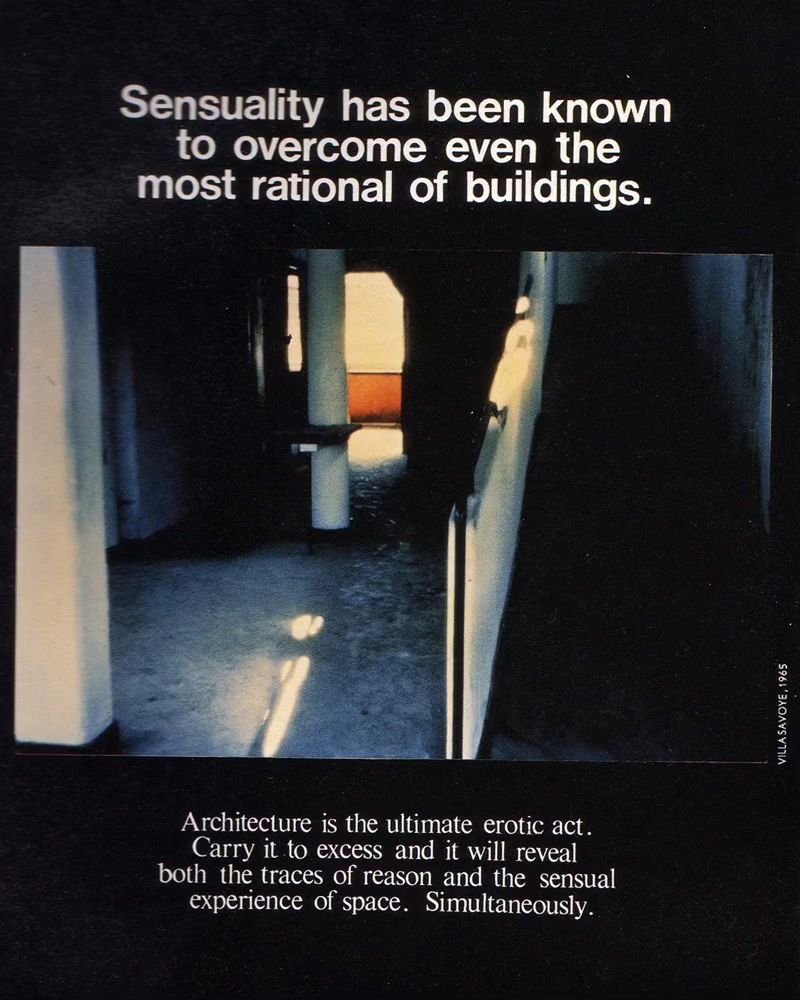 Sensuality has been known
to overcome even the
most rational of buildings.
VILLA SAVOYE, 1965
Architecture is the ultimate erotic act.
Carry it to excess and it will reveal
both the traces of reason and the sensual
experience of space. Simultaneously.